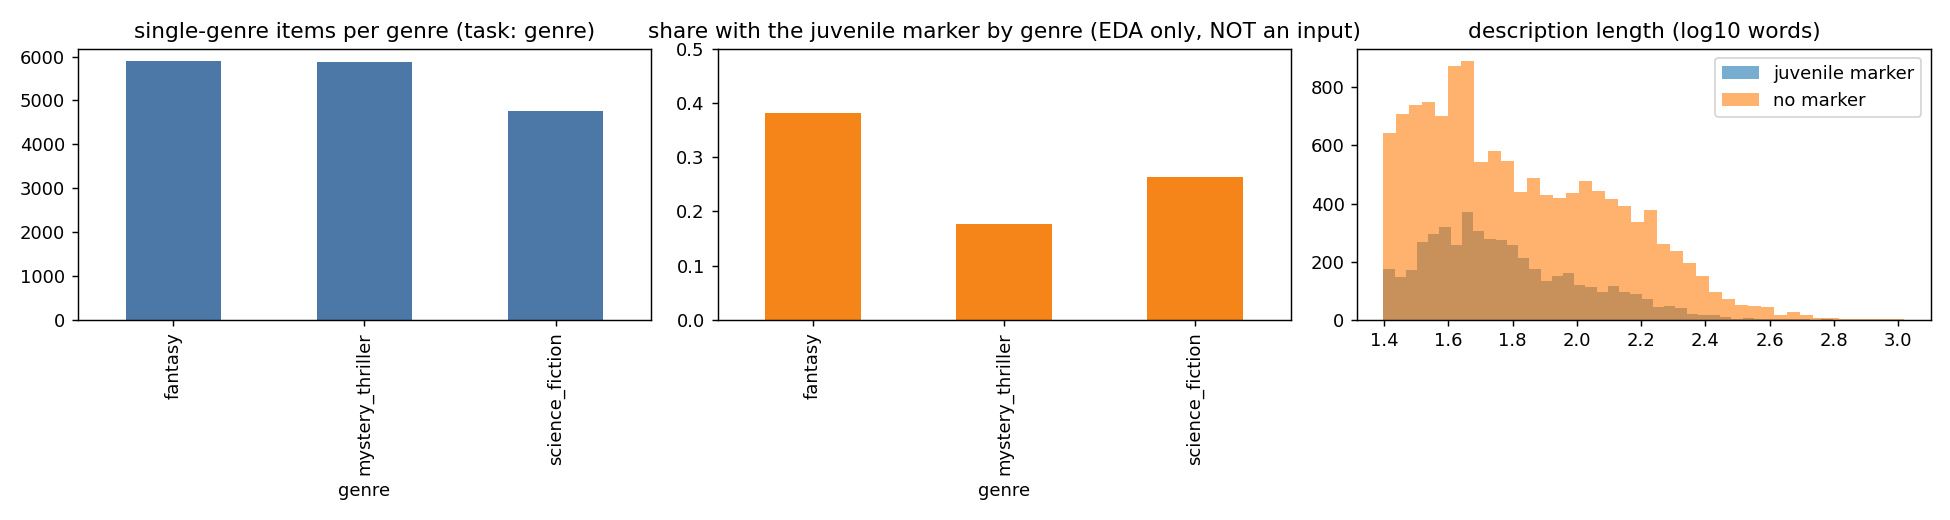 single-genre items per genre (task: genre)
6000
5000
4000
3000
2000
1000
0
fantasy
mystery_thriller
science_fiction
genre
share with the juvenile marker by genre (EDA only, NOT an input)
0.5
0.4
0.3
0.2
0.1
0.0
fantasy
mystery_thriller
science_fiction
genre
description length (log10 words)
juvenile marker
no marker
800
600
400
200
0
1.4 1.6 1.8 2.0 2.2 2.4 2.6 2.8 3.0